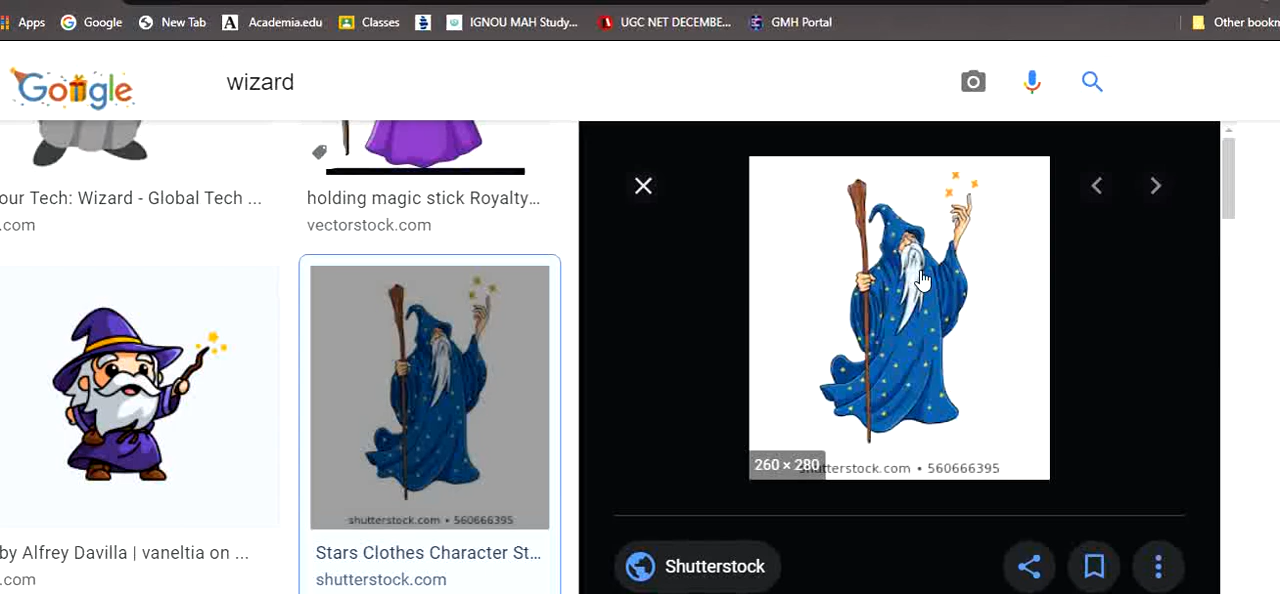 Apps Google New Tab Academia.edu Classes IGNOU MAH Study... UGC NET DECEMBE... GMH Portal Other bookm
Google wizard
our Tech: Wizard - Global Tech ...
.com
holding magic stick Royalty...
vectorstock.com
shutterstock.com • 560666395
by Alfrey Davilla | vaneltia on ...
.com
Stars Clothes Character St...
shutterstock.com
260 × 280
shutterstock.com • 560666395
Shutterstock